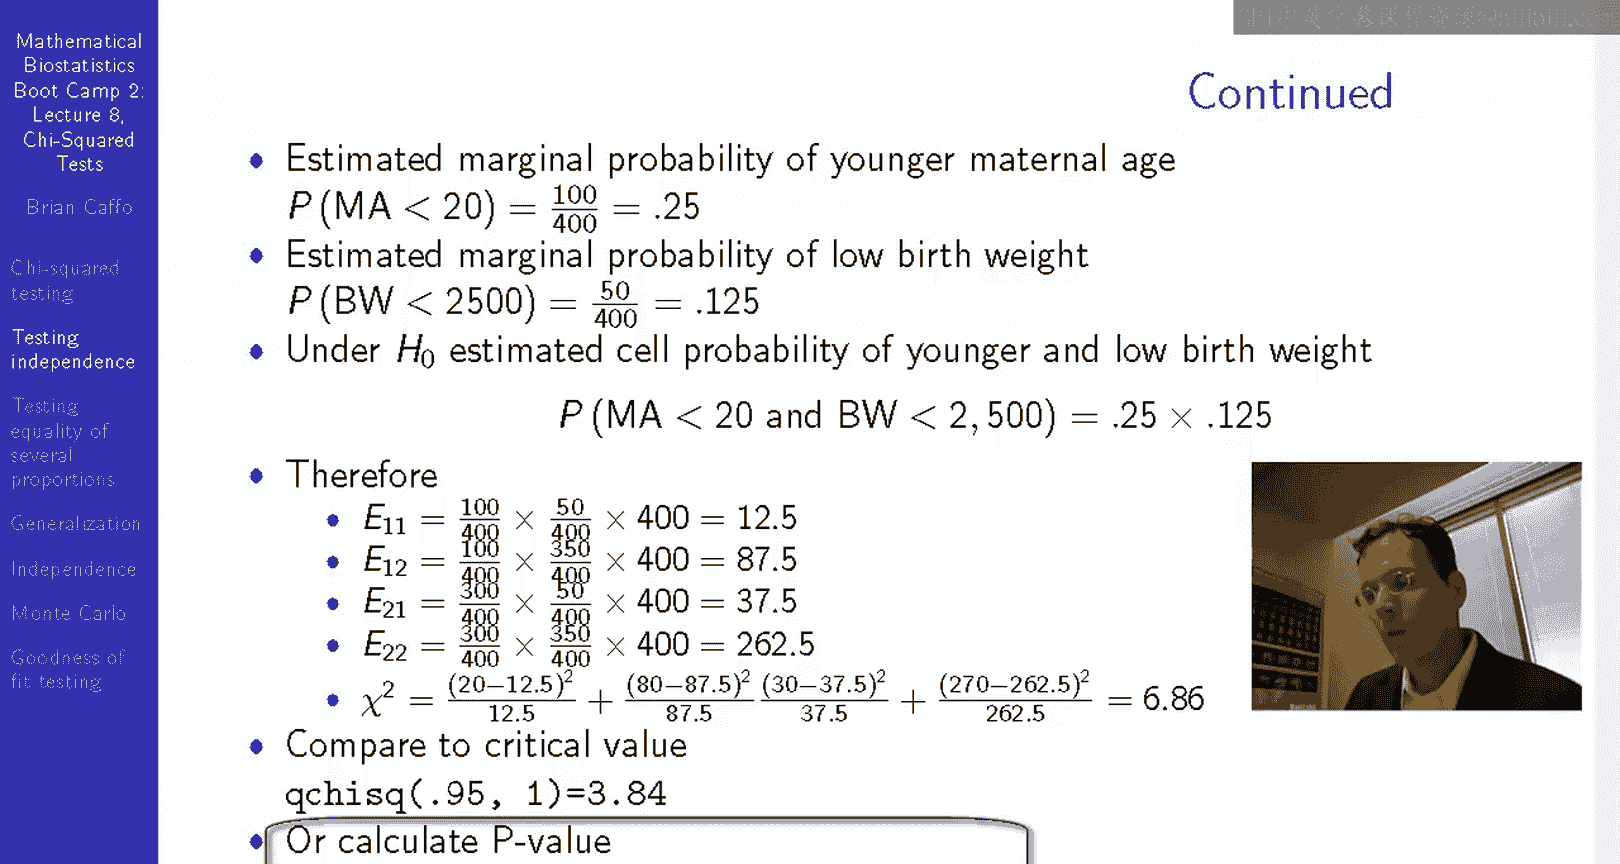 Mathematical
Biostatistics
Boot Camp 2:
Lecture 8,
Chi-Squared
Tests
Brian Caffo
Chi-squared
testing
Testing
independence
Testing
equality of
several
proportions
Generalization
Independence
Monte Carlo
Goodness of
fit testing
Continued
• Estimated marginal probability of younger maternal age
P(MA < 20) = 100/400 = .25
• Estimated marginal probability of low birth weight
P(BW < 2500) = 50/400 = .125
• Under H₀ estimated cell probability of younger and low birth weight
P(MA < 20 and BW < 2,500) = .25 × .125
• Therefore
• E₁₁ = 100/400 × 50/400 × 400 = 12.5
• E₁₂ = 100/400 × 350/400 × 400 = 87.5
• E₂₁ = 300/400 × 50/400 × 400 = 37.5
• E₂₂ = 300/400 × 350/400 × 400 = 262.5
• χ² = (20−12.5)²/12.5 + (80−87.5)²/87.5 (30−37.5)²/37.5 + (270−262.5)²/262.5 = 6.86
• Compare to critical value
qchisq(.95, 1)=3.84
• Or calculate P-value